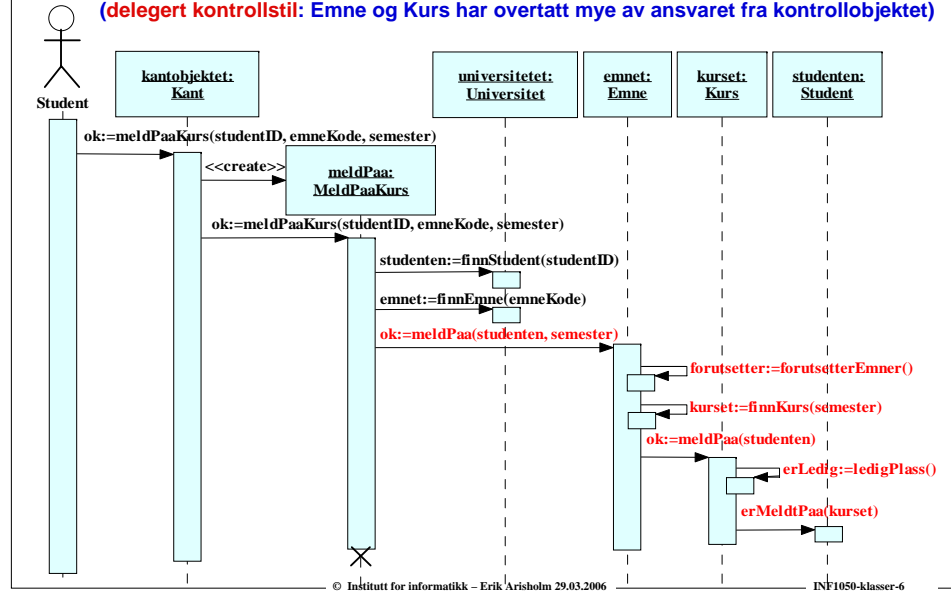 (delegert kontrollstil: Emne og Kurs har overtatt mye av ansvaret fra kontrollobjektet)
Student
kantobjektet:
Kant
universitetet:
Universitet
emnet:
Emne
kurset:
Kurs
studenten:
Student
ok:=meldPaaKurs(studentID, emneKode, semester)
<<create>>
meldPaa:
MeldPaaKurs
ok:=meldPaaKurs(studentID, emneKode, semester)
studenten:=finnStudent(studentID)
emnet:=finnEmne(emneKode)
ok:=meldPaa(studenten, semester)
forutsetter:=forutsetterEmner()
kurset:=finnKurs(semester)
ok:=meldPaa(studenten)
erLedig:=ledigPlass()
erMeldtPaa(kurset)
© Institutt for informatikk – Erik Arisholm 29.03.2006
INF1050-klasser-6